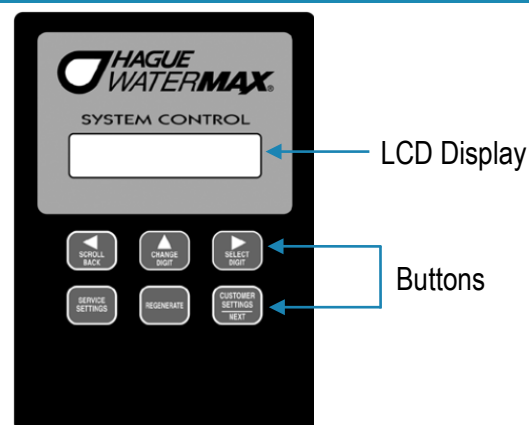 HAGUE
WATERMAX®
SYSTEM CONTROL
LCD Display
SCROLL
BACK
CHANGE
DIGIT
SELECT
DIGIT
Buttons
SERVICE
SETTINGS
REGENERATE
CUSTOMER
SETTINGS
NEXT